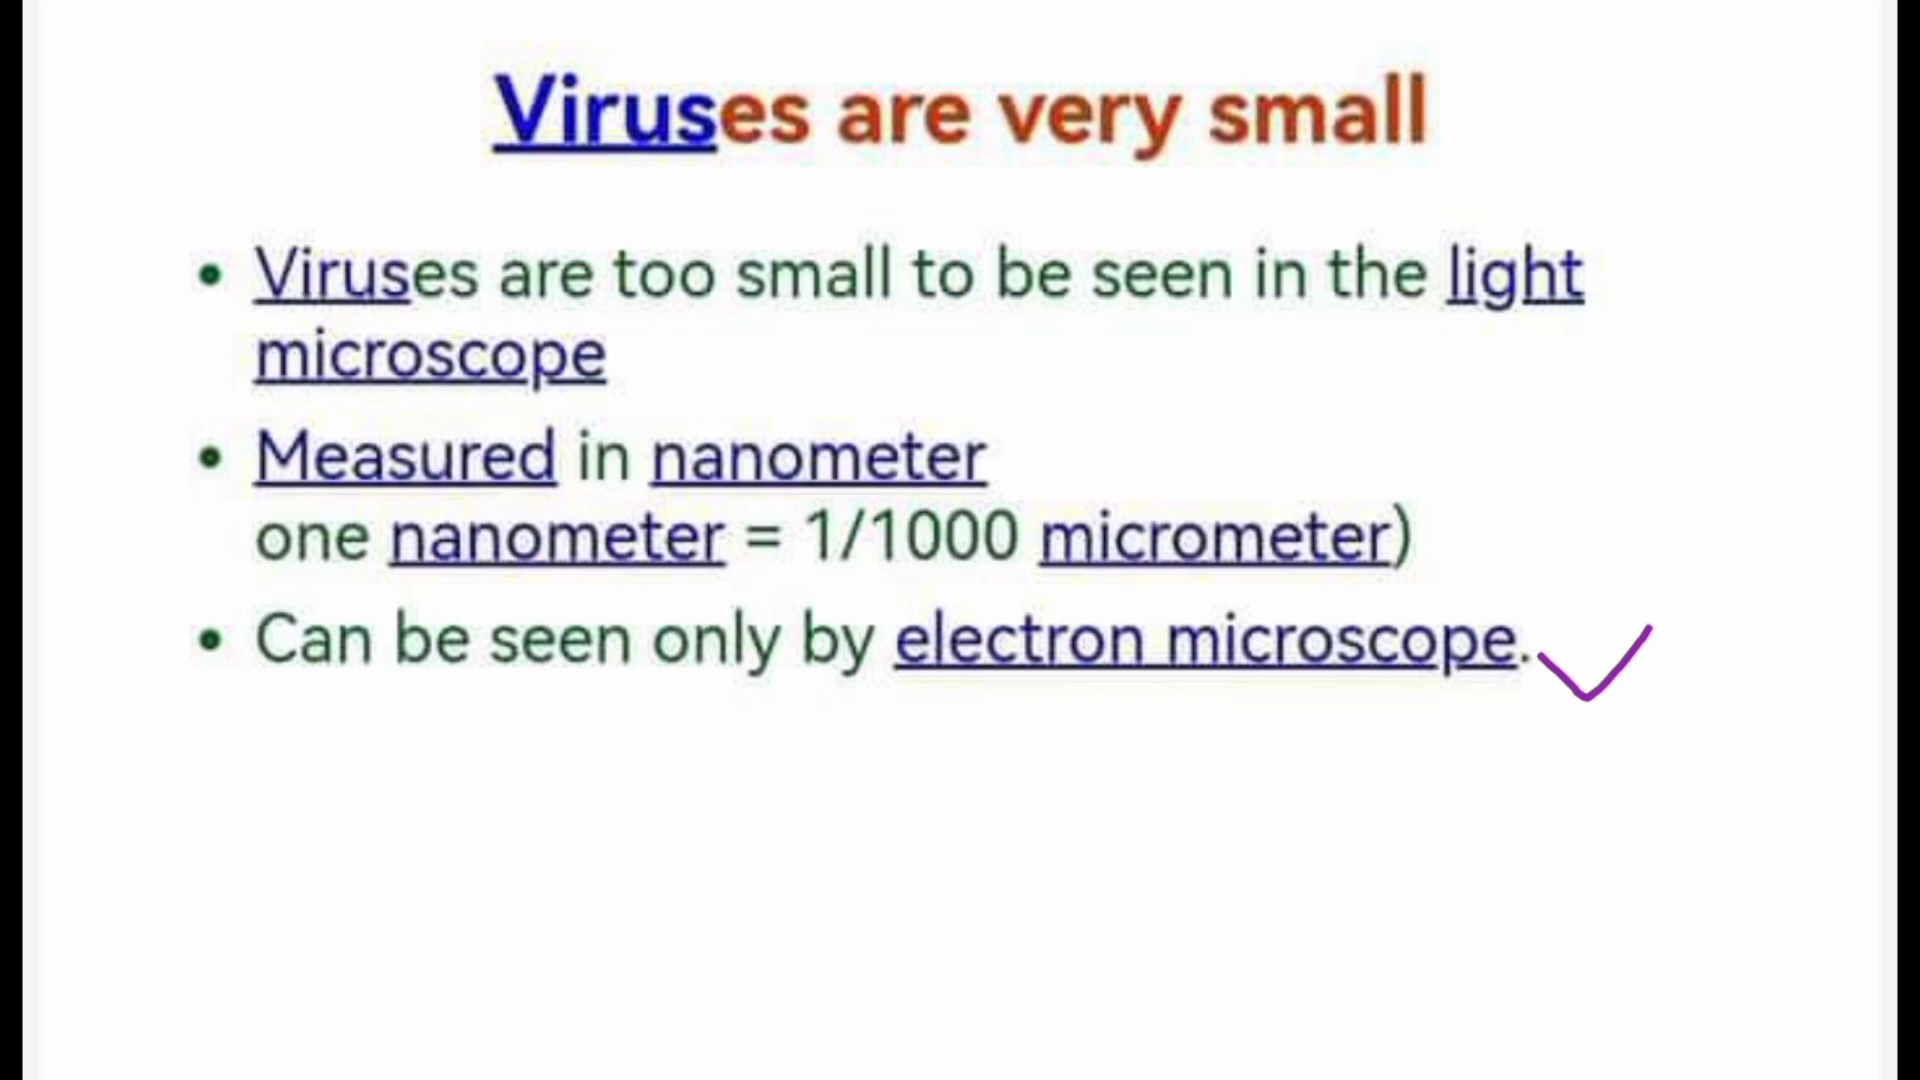 Viruses are very small
• Viruses are too small to be seen in the light
microscope
• Measured in nanometer
one nanometer = 1/1000 micrometer)
• Can be seen only by electron microscope.